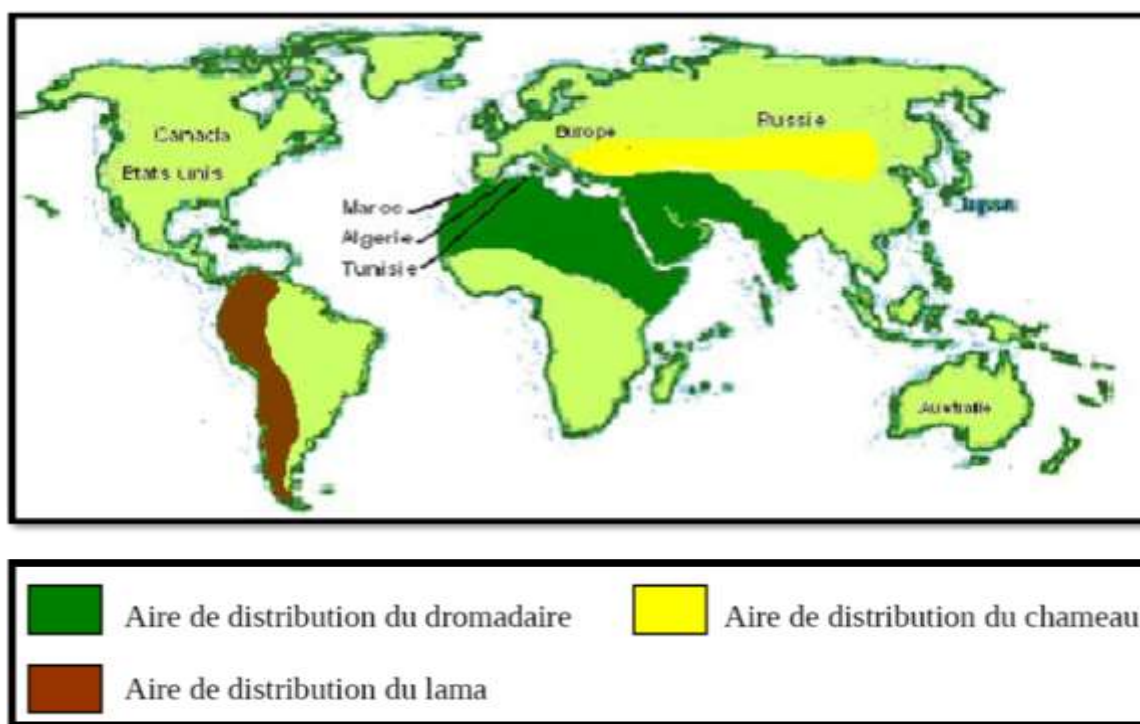 Canada
Europe
Russie
Etats unis
Maroc
Japon
Algerie
Tunisie
Australie
Aire de distribution du dromadaire
Aire de distribution du chameau
Aire de distribution du lama